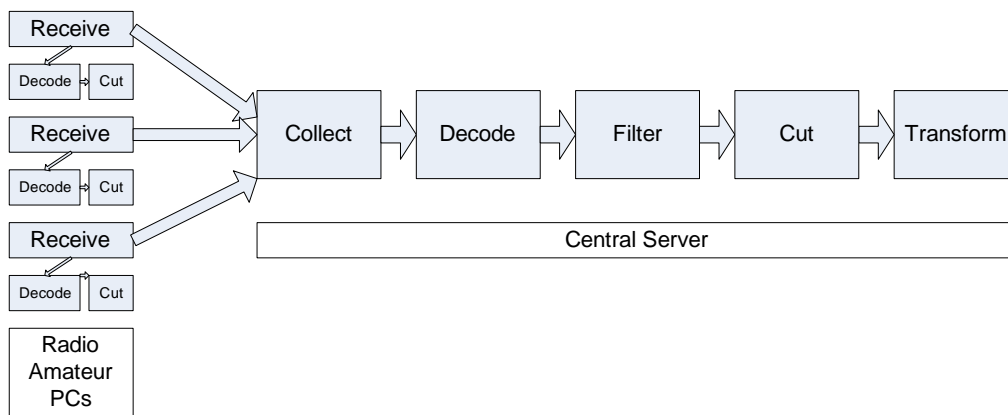 Receive
Decode
Cut
Receive
Decode
Cut
Receive
Decode
Cut
Radio
Amateur
PCs
Collect
Decode
Filter
Cut
Transform
Central Server